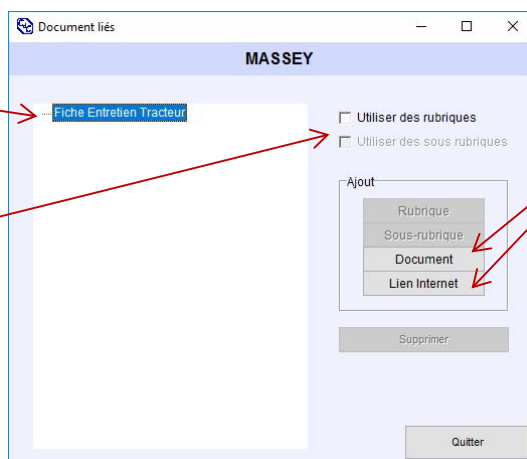 Document liés
MASSEY
Fiche Entretien Tracteur
Utiliser des rubriques
Utiliser des sous rubriques
Ajout
Rubrique
Sous-rubrique
Document
Lien Internet
Supprimer
Quitter